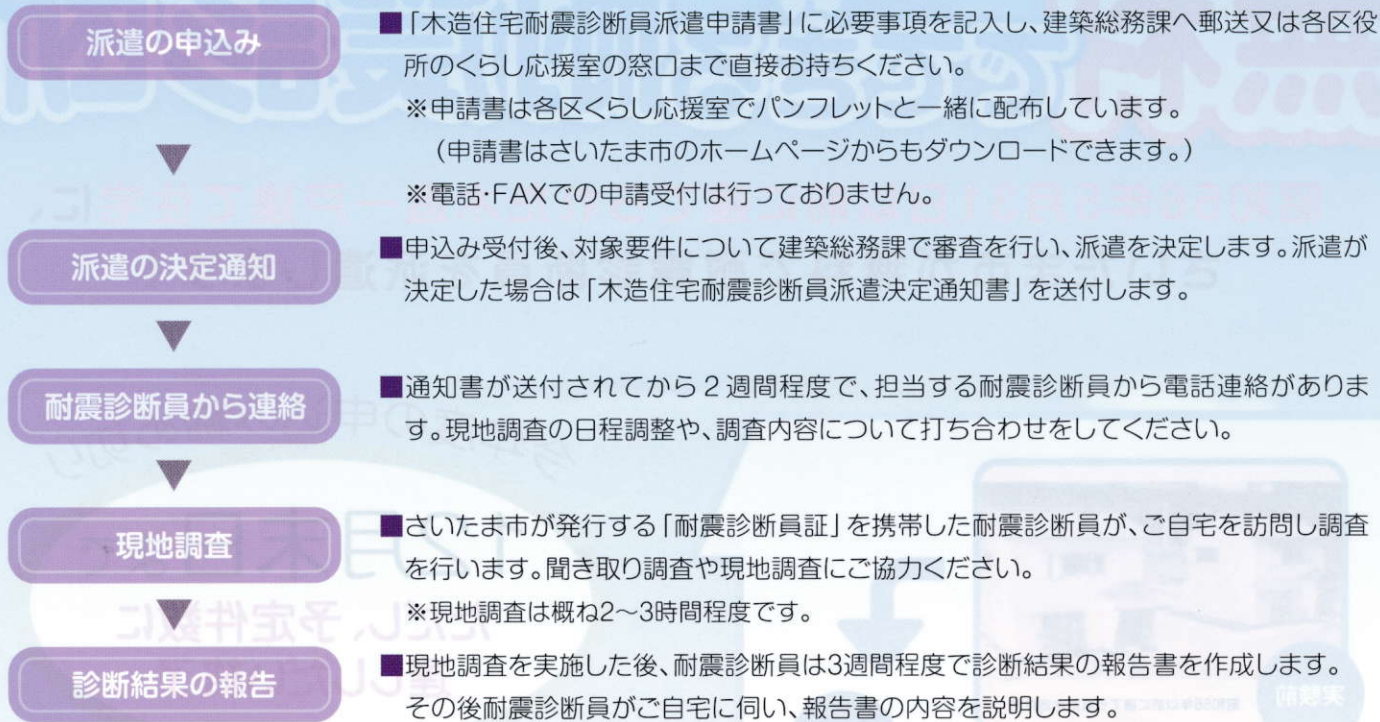 派遣の申込み
■「木造住宅耐震診断員派遣申請書」に必要事項を記入し、建築総務課へ郵送又は各区役
所のくらし応援室の窓口まで直接お持ちください。
※申請書は各区くらし応援室でパンフレットと一緒に配布しています。
（申請書はさいたま市のホームページからもダウンロードできます。）
※電話・FAXでの申請受付は行っておりません。
▼
派遣の決定通知
■申込み受付後、対象要件について建築総務課で審査を行い、派遣を決定します。派遣が
決定した場合は「木造住宅耐震診断員派遣決定通知書」を送付します。
▼
耐震診断員から連絡
■通知書が送付されてから2週間程度で、担当する耐震診断員から電話連絡がありま
す。現地調査の日程調整や、調査内容について打ち合わせをしてください。
▼
現地調査
■さいたま市が発行する「耐震診断員証」を携帯した耐震診断員が、ご自宅を訪問し調査
を行います。聞き取り調査や現地調査にご協力ください。
※現地調査は概ね2〜3時間程度です。
▼
診断結果の報告
■現地調査を実施した後、耐震診断員は3週間程度で診断結果の報告書を作成します。
その後耐震診断員がご自宅に伺い、報告書の内容を説明します。